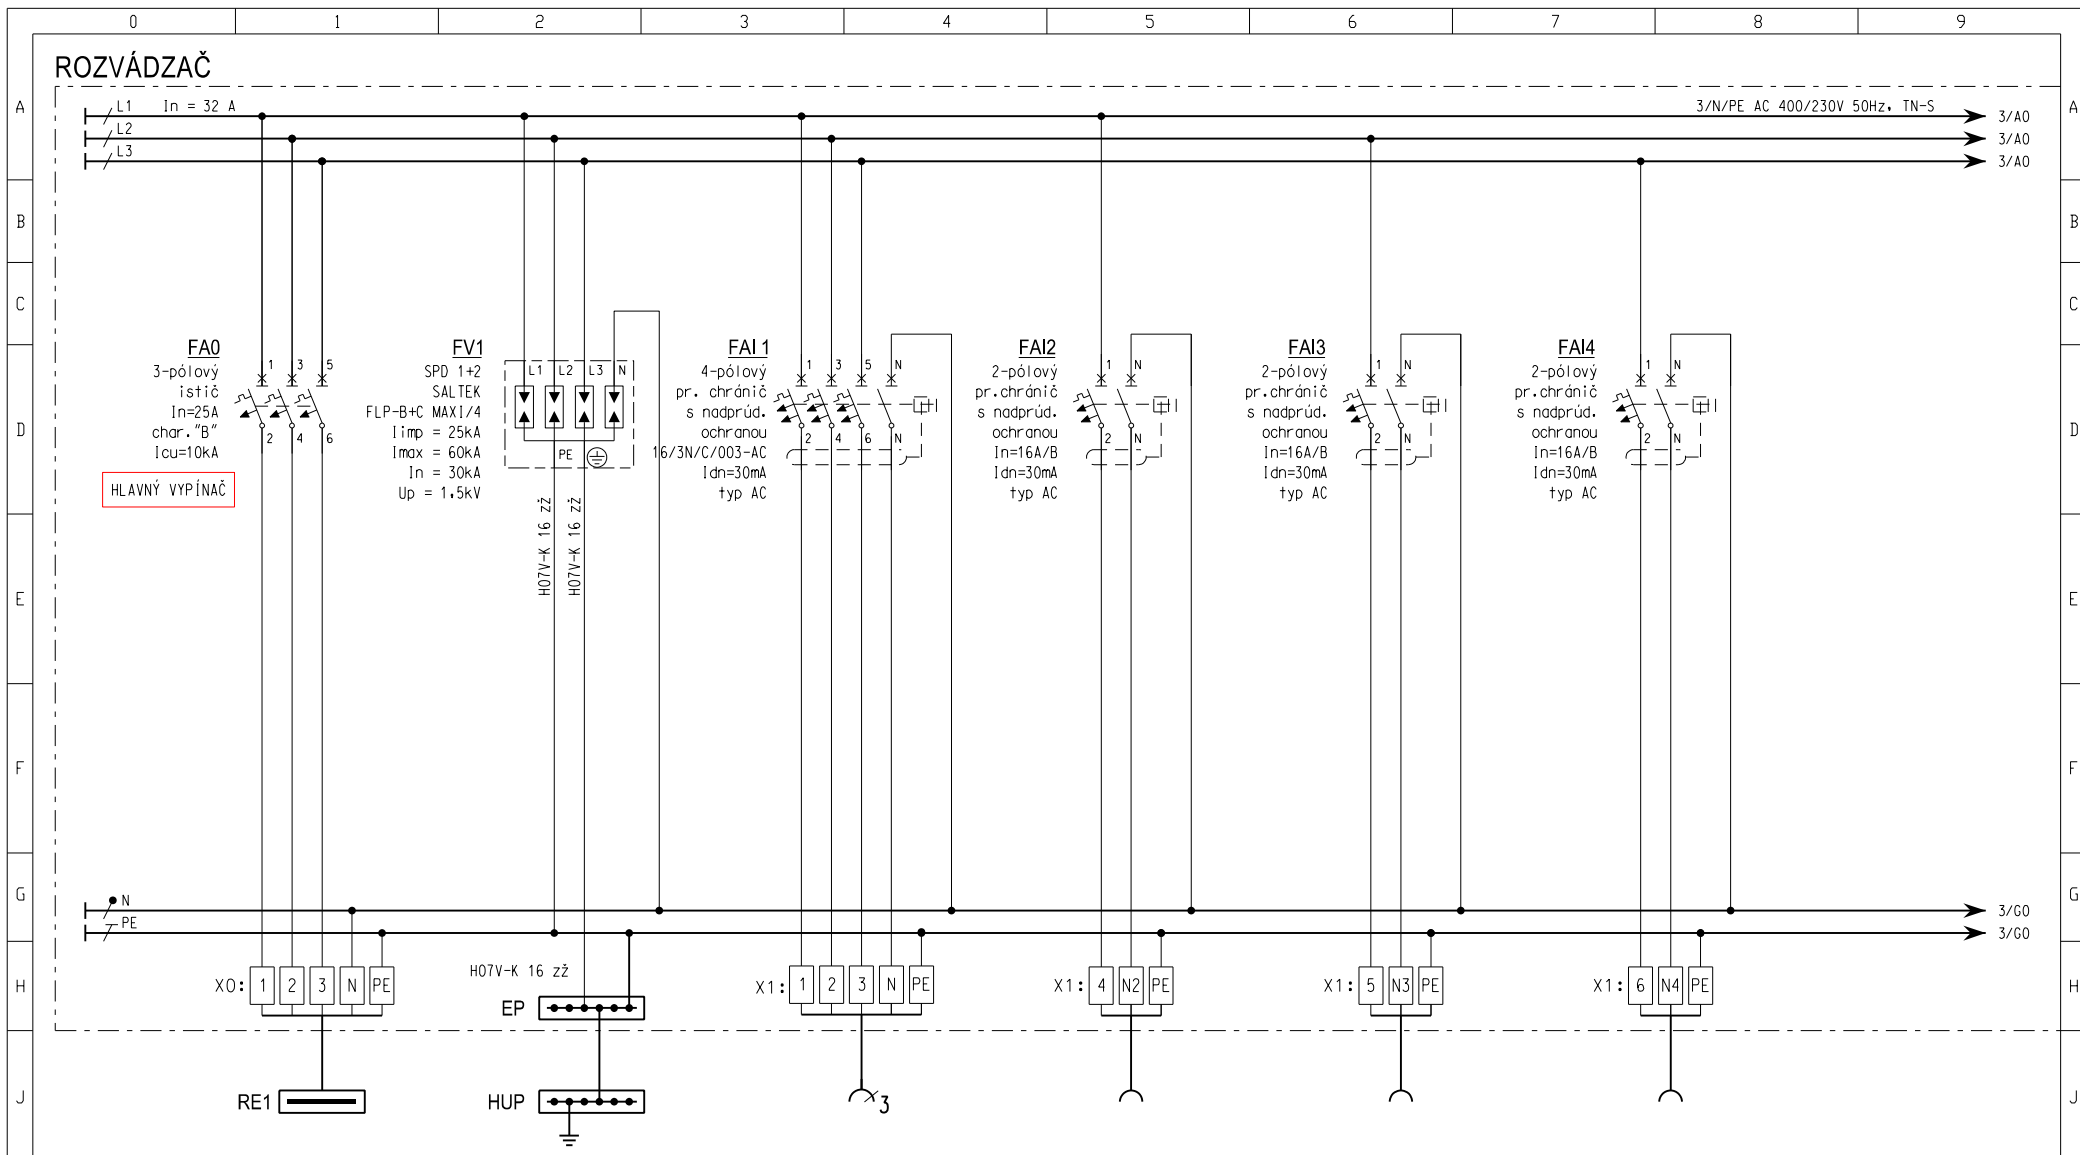 0 1 2 3 4 5 6 7 8 9
ROZVÁDZAČ
A A
L1 In = 32 A 3/N/PE AC 400/230V 50Hz, TN-S 3/A0
L2 3/A0
L3 3/A0
B B
C C
D D
FA0
3-pólový
istič
In=25A
char."B"
Icu=10kA
HLAVNÝ VYPÍNAČ
1 3 5
2 4 6
FV1
SPD 1+2
SALTEK
FLP-B+C MAXI/4
Iimp = 25kA
Imax = 60kA
In = 30kA
Up = 1,5kV
L1 L2 L3 N
PE
H07V-K 16 zž
H07V-K 16 zž
FAI1
4-pólový
pr. chránič
s nadprúd.
ochranou
16/3N/C/003-AC
Idn=30mA
typ AC
1 3 5 N
2 4 6 N
FAI2
2-pólový
pr.chránič
s nadprúd.
ochranou
In=16A/B
Idn=30mA
typ AC
1 N
2 N
FAI3
2-pólový
pr.chránič
s nadprúd.
ochranou
In=16A/B
Idn=30mA
typ AC
1 N
2 N
FAI4
2-pólový
pr.chránič
s nadprúd.
ochranou
In=16A/B
Idn=30mA
typ AC
1 N
2 N
E E
F F
G G
N 3/G0
PE 3/G0
H H
X0: 1 2 3 N PE
H07V-K 16 zž
EP
X1: 1 2 3 N PE
X1: 4 N2 PE
X1: 5 N3 PE
X1: 6 N4 PE
J J
RE1
HUP
3